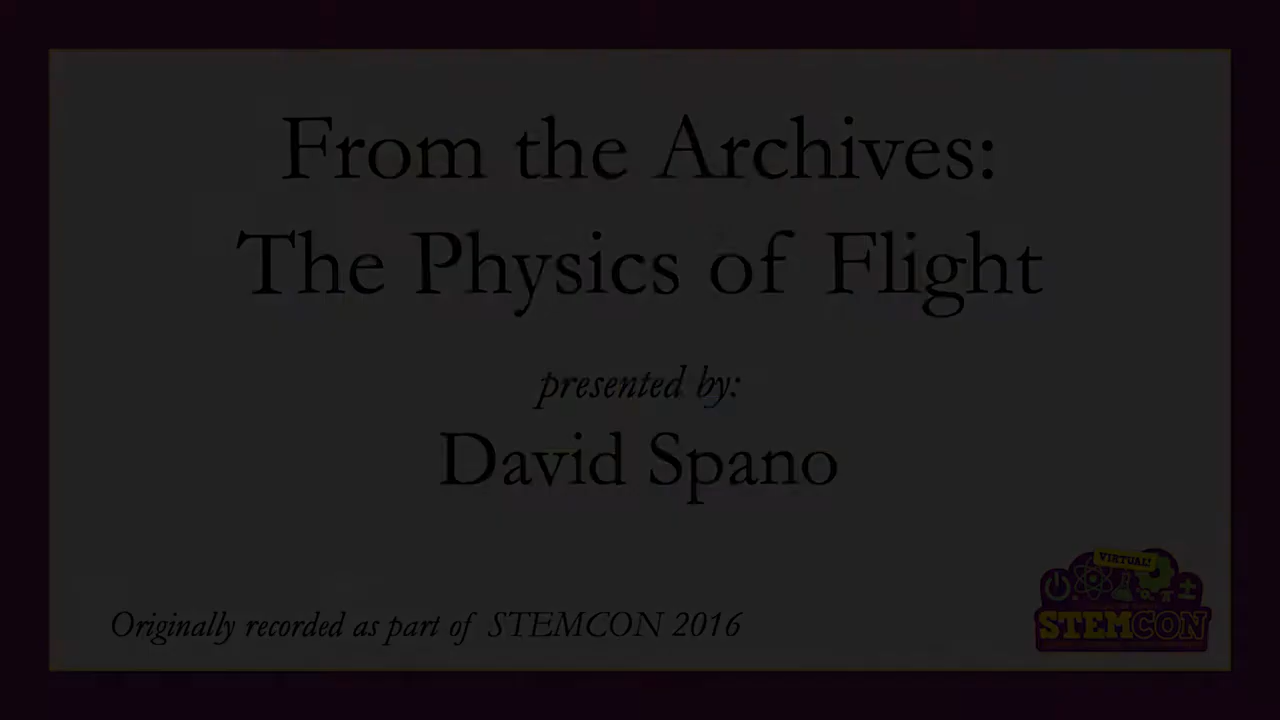 From the Archives:
The Physics of Flight
presented by:
David Spano
Originally recorded as part of STEMCON 2016
VIRTUAL!
STEMCON